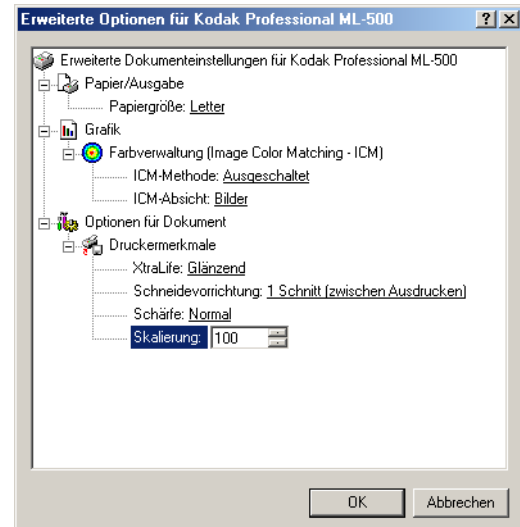 Erweiterte Optionen für Kodak Professional ML-500
Erweiterte Dokumenteinstellungen für Kodak Professional ML-500
Papier/Ausgabe
Papiergröße: Letter
Grafik
Farbverwaltung (Image Color Matching - ICM)
ICM-Methode: Ausgeschaltet
ICM-Absicht: Bilder
Optionen für Dokument
Druckermerkmale
XtraLife: Glänzend
Schneidevorrichtung: 1 Schnitt (zwischen Ausdrucken)
Schärfe: Normal
Skalierung: 100
OK Abbrechen